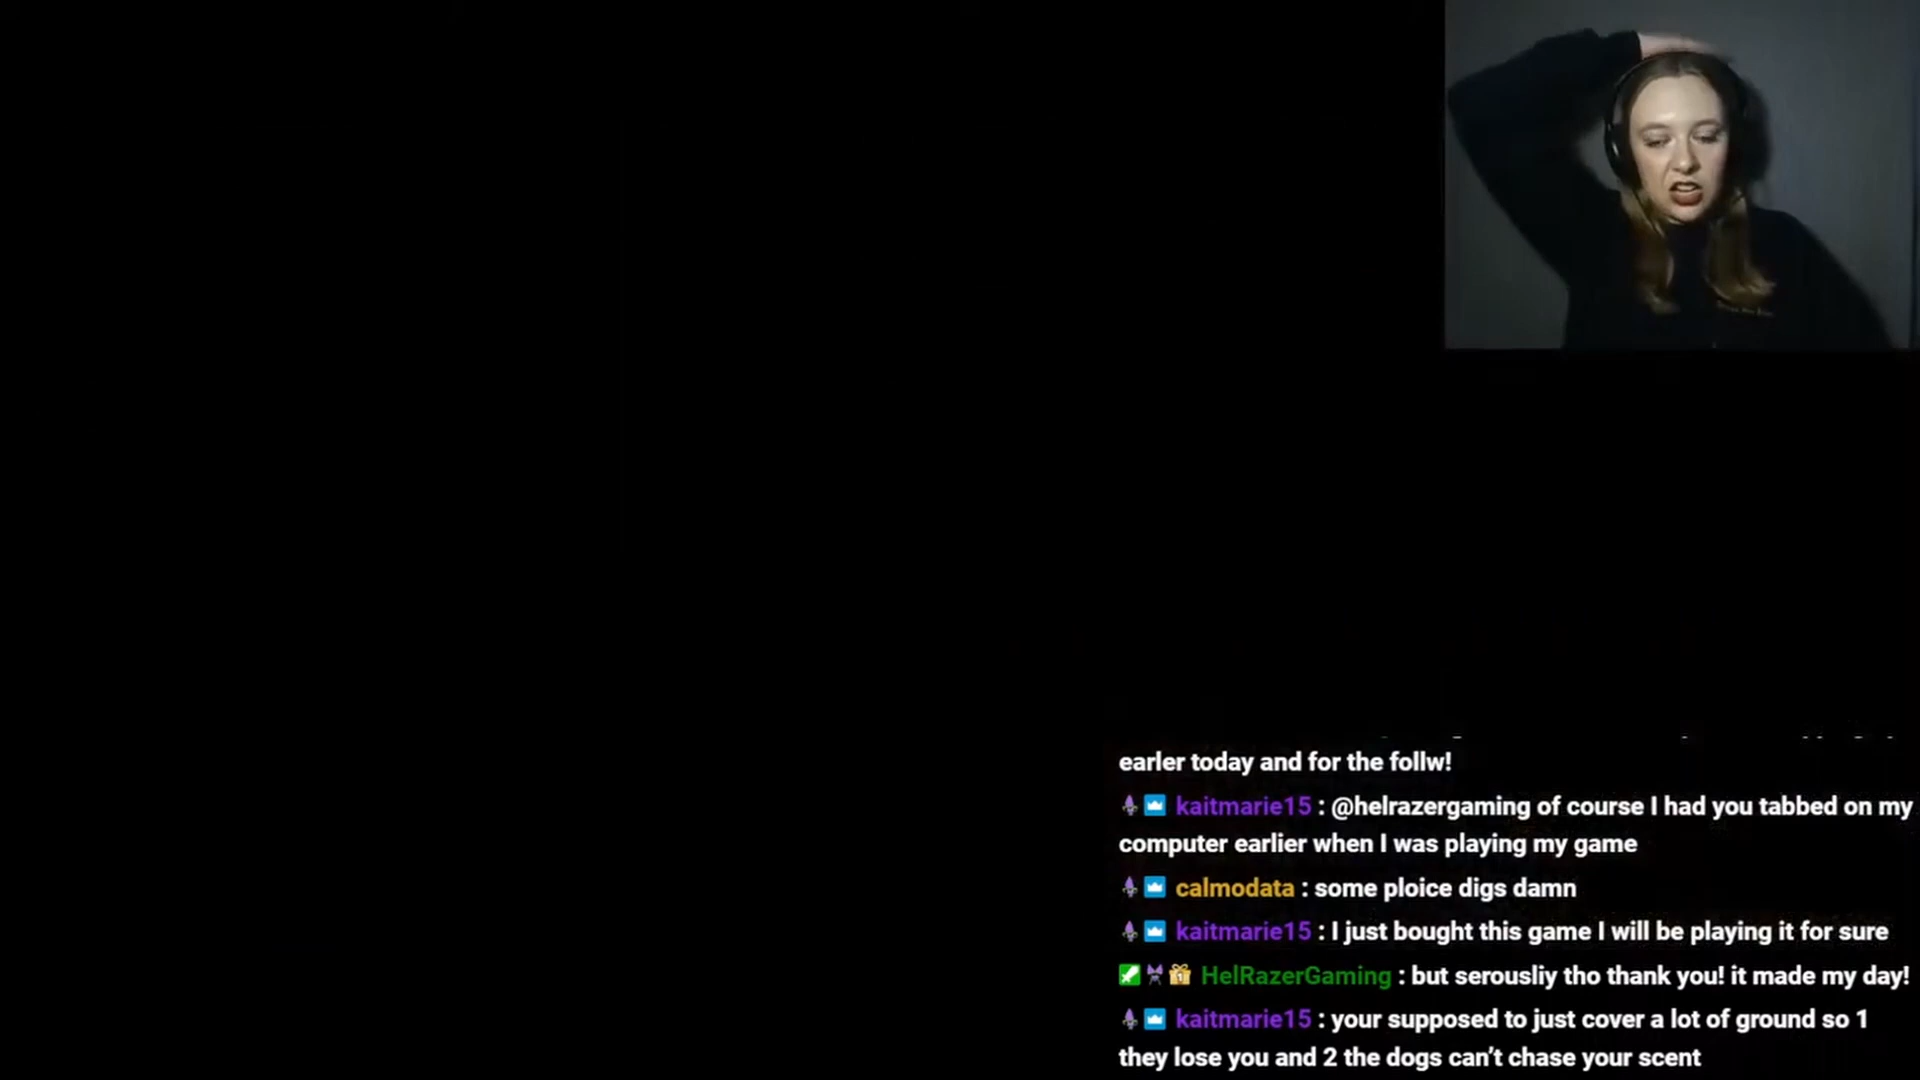 earler today and for the follw!
kaitmarie15 : @helrazergaming of course I had you tabbed on my
computer earlier when I was playing my game
calmodata : some ploice digs damn
kaitmarie15 : I just bought this game I will be playing it for sure
HelRazerGaming : but serousliy tho thank you! it made my day!
kaitmarie15 : your supposed to just cover a lot of ground so 1
they lose you and 2 the dogs can’t chase your scent